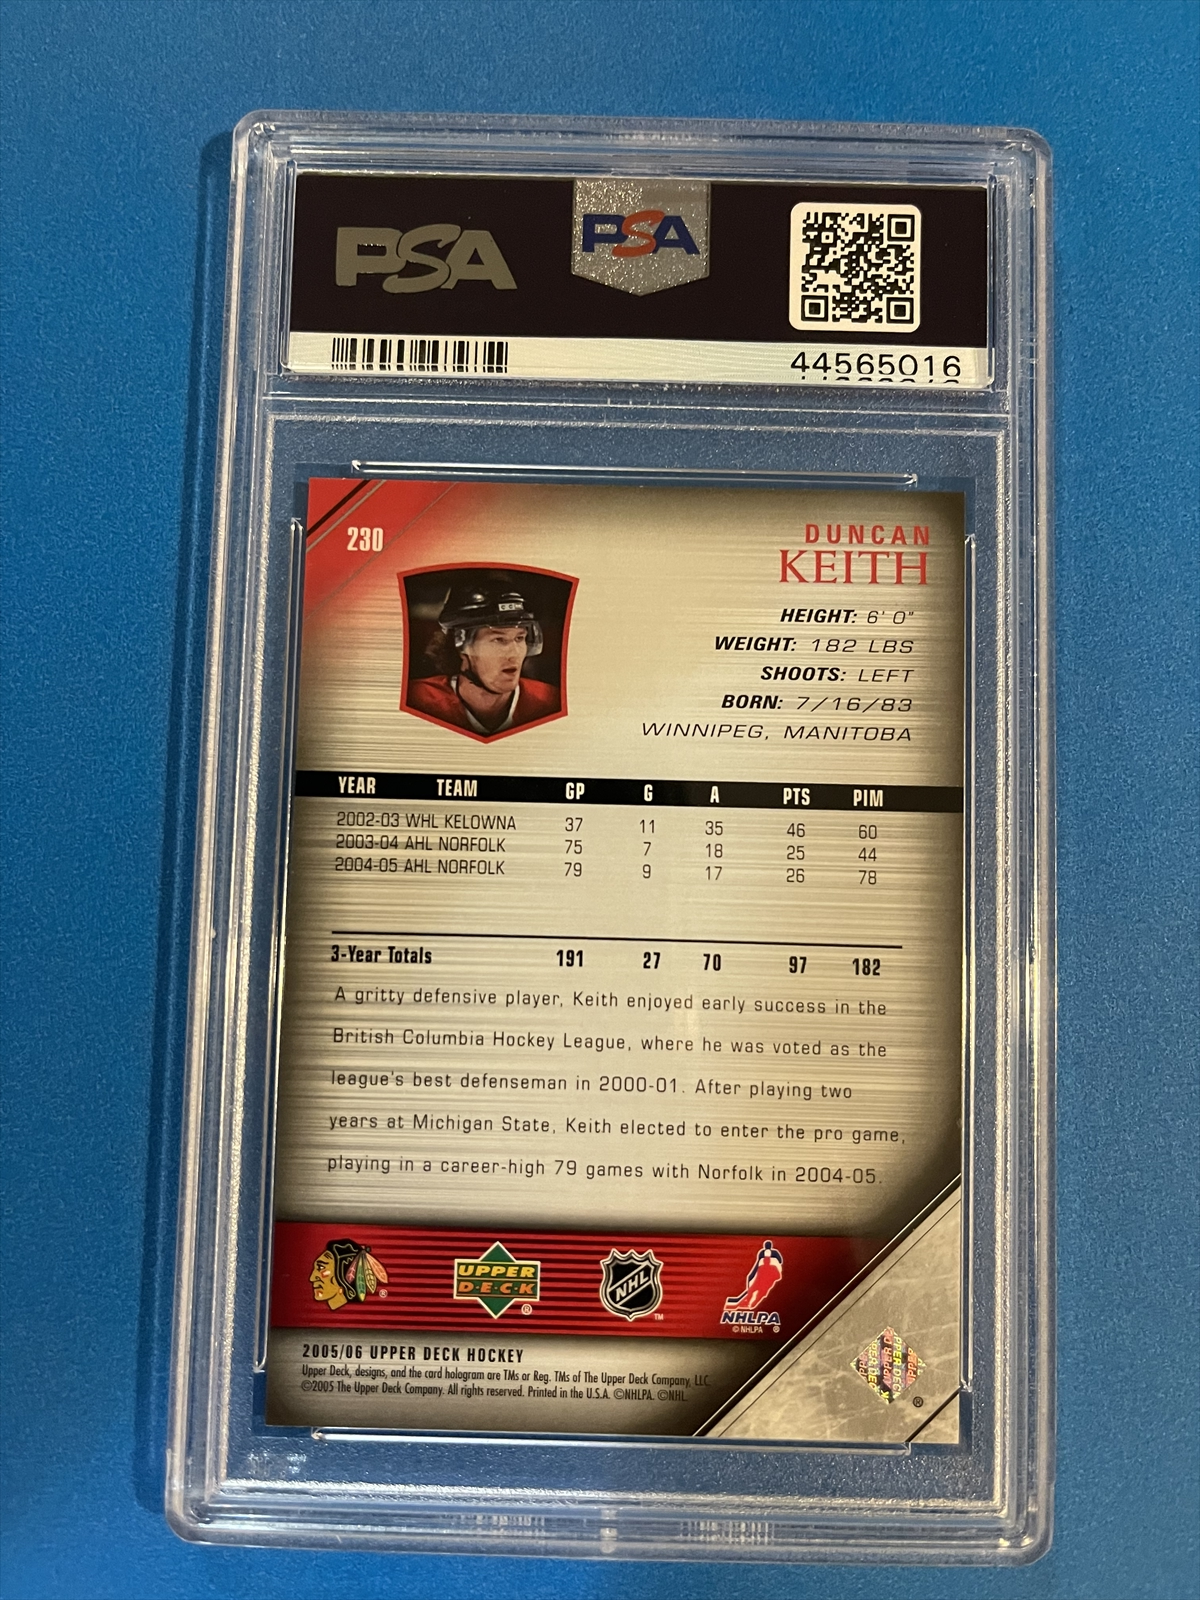 PSA
PSA
44565016
230
DUNCAN
KEITH
HEIGHT: 6' 0"
WEIGHT: 182 LBS
SHOOTS: LEFT
BORN: 7/16/83
WINNIPEG, MANITOBA
CCM
YEAR TEAM GP G A PTS PIM
2002-03 WHL KELOWNA 37 11 35 46 60
2003-04 AHL NORFOLK 75 7 18 25 44
2004-05 AHL NORFOLK 79 9 17 26 78
3-Year Totals 191 27 70 97 182
A gritty defensive player, Keith enjoyed early success in the
British Columbia Hockey League, where he was voted as the
league's best defenseman in 2000-01. After playing two
years at Michigan State, Keith elected to enter the pro game,
playing in a career-high 79 games with Norfolk in 2004-05.
®
UPPER
D·E·C·K
®
NHL
™
NHLPA
© NHLPA ®
2005/06 UPPER DECK HOCKEY
Upper Deck, designs, and the card hologram are TMs or Reg. TMs of The Upper Deck Company, LLC.
©2005 The Upper Deck Company. All rights reserved. Printed in the U.S.A. ©NHLPA. ©NHL.
UPPER DECK
®